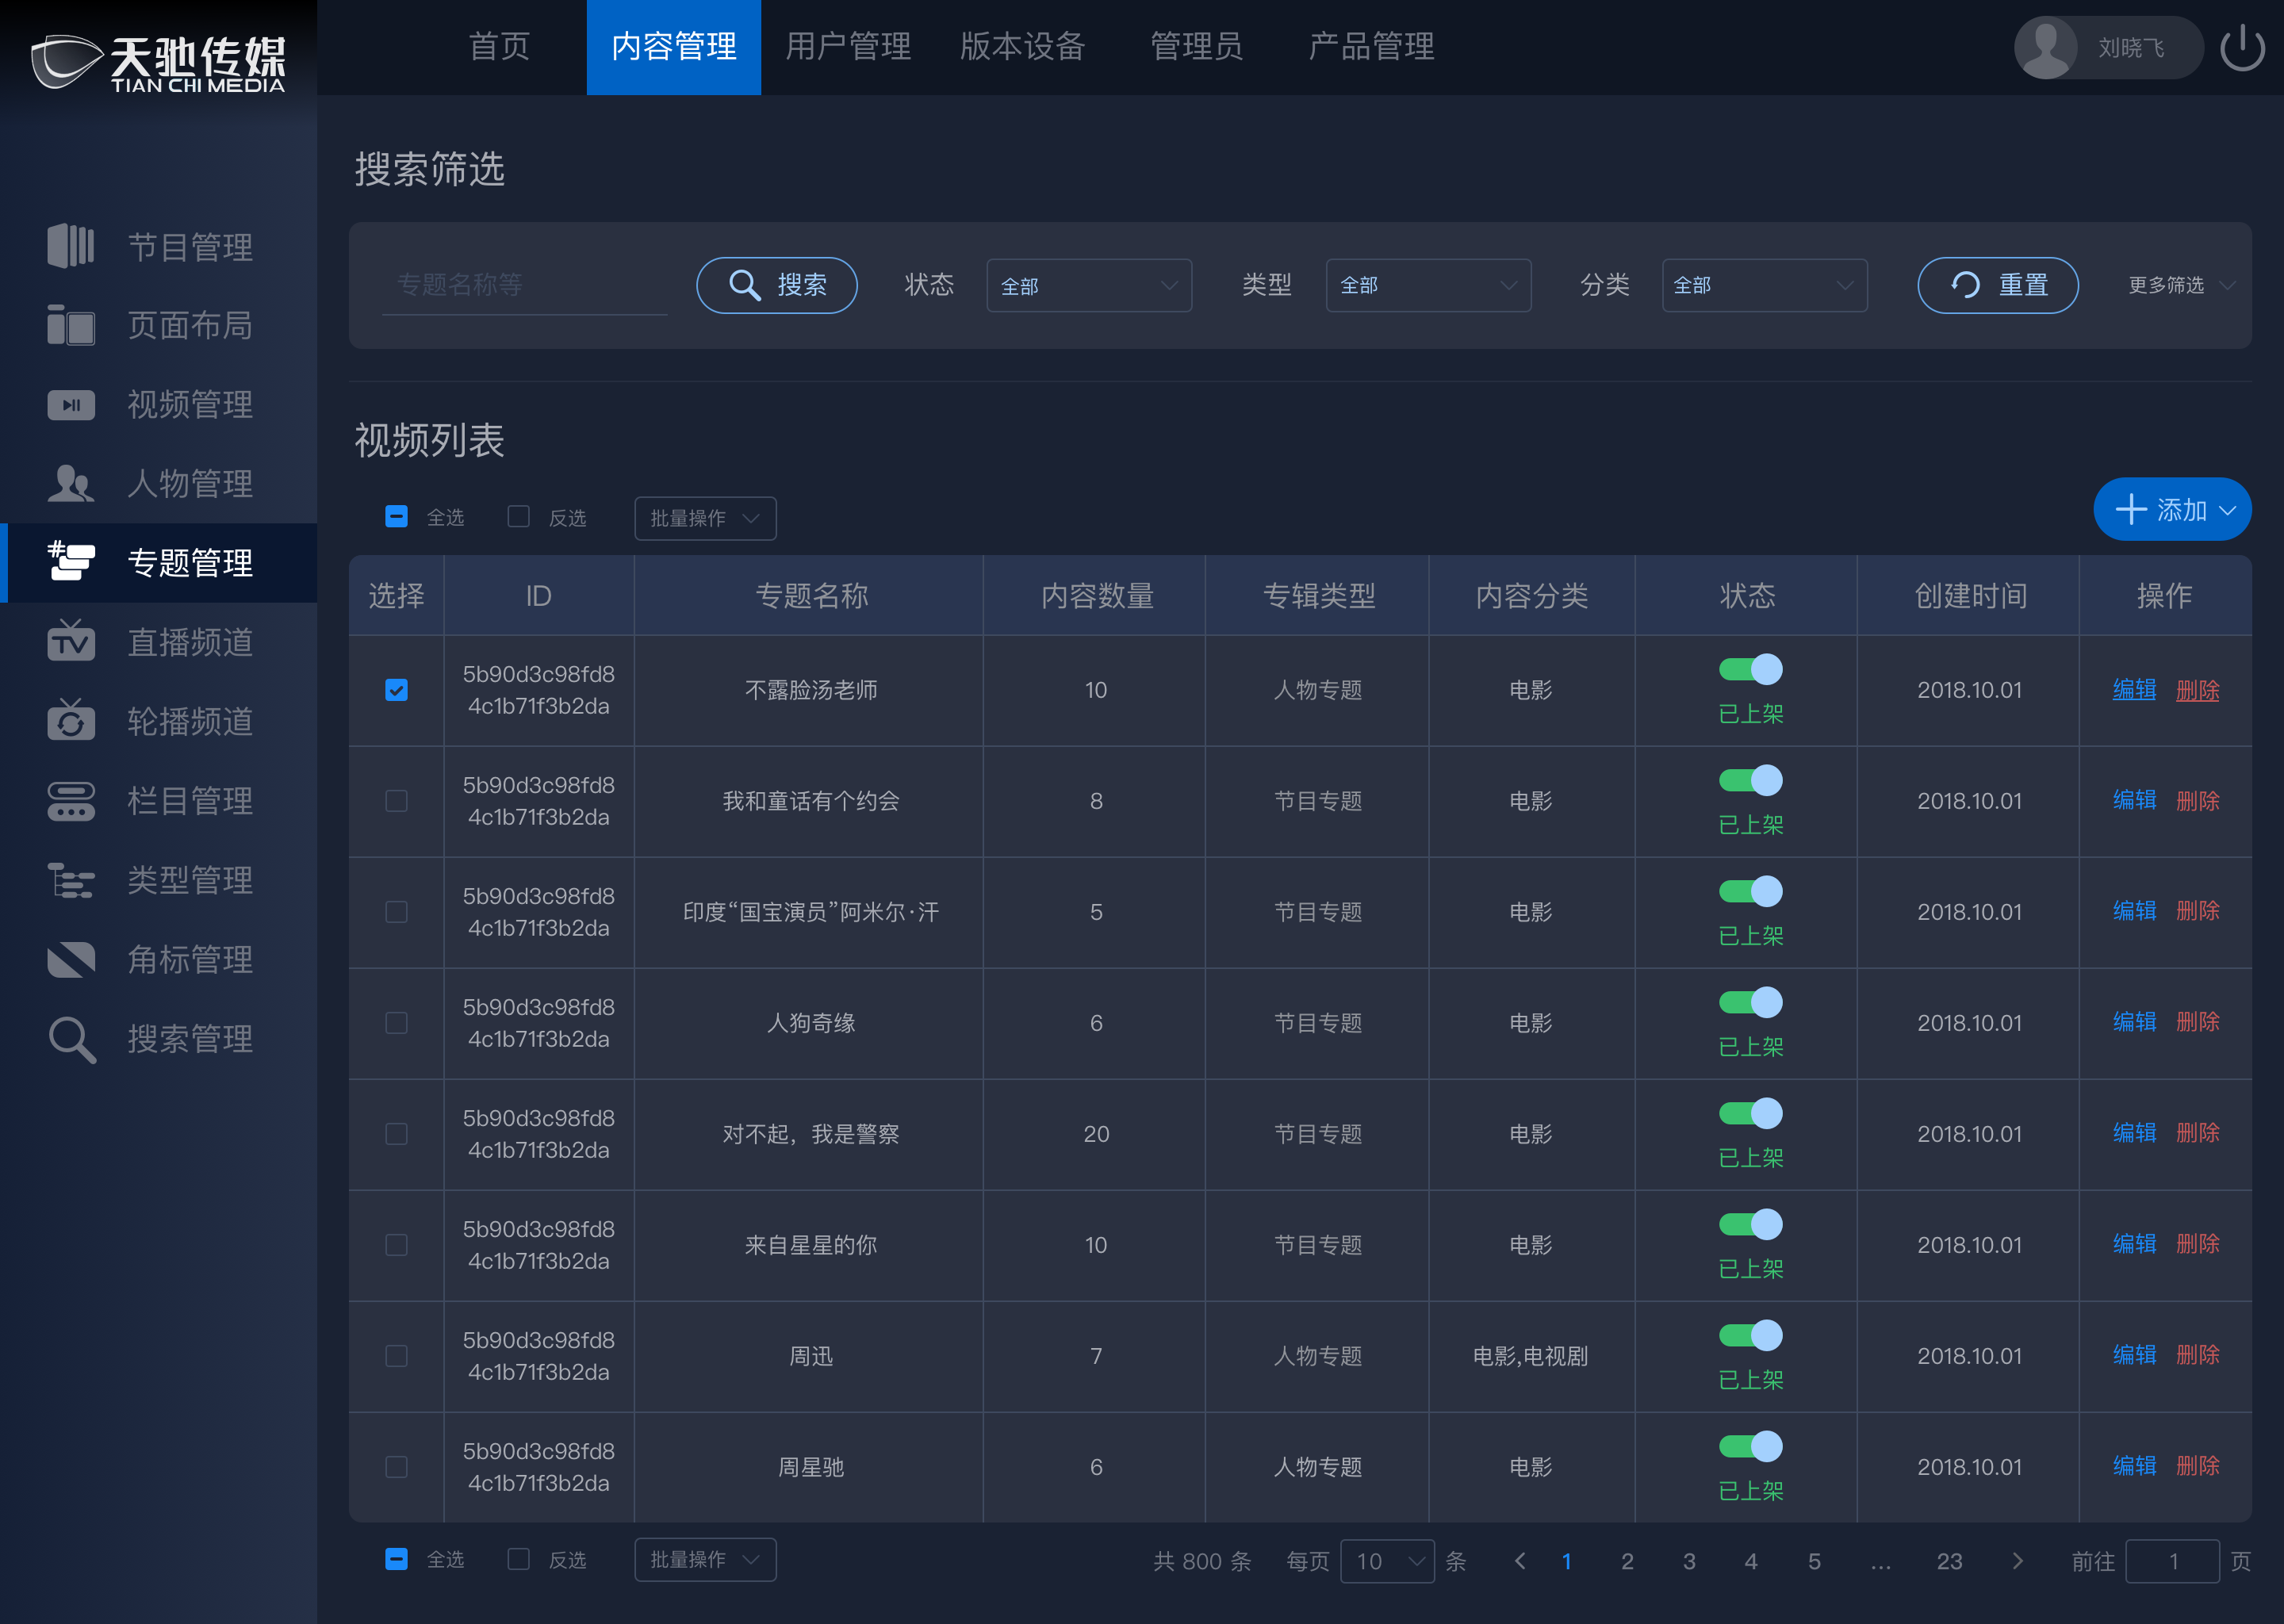 天驰传媒
TIAN CHI MEDIA
首页 内容管理 用户管理 版本设备 管理员 产品管理
刘晓飞
节目管理
页面布局
视频管理
人物管理
# 专题管理
TV 直播频道
轮播频道
栏目管理
类型管理
角标管理
搜索管理
搜索筛选
专题名称等 搜索 状态 全部 类型 全部 分类 全部 重置 更多筛选
视频列表
全选 反选 批量操作 添加
选择 ID 专题名称 内容数量 专辑类型 内容分类 状态 创建时间 操作
5b90d3c98fd8
4c1b71f3b2da
不露脸汤老师 10 人物专题 电影 已上架 2018.10.01 编辑 删除
5b90d3c98fd8
4c1b71f3b2da
我和童话有个约会 8 节目专题 电影 已上架 2018.10.01 编辑 删除
5b90d3c98fd8
4c1b71f3b2da
印度“国宝演员”阿米尔·汗 5 节目专题 电影 已上架 2018.10.01 编辑 删除
5b90d3c98fd8
4c1b71f3b2da
人狗奇缘 6 节目专题 电影 已上架 2018.10.01 编辑 删除
5b90d3c98fd8
4c1b71f3b2da
对不起，我是警察 20 节目专题 电影 已上架 2018.10.01 编辑 删除
5b90d3c98fd8
4c1b71f3b2da
来自星星的你 10 节目专题 电影 已上架 2018.10.01 编辑 删除
5b90d3c98fd8
4c1b71f3b2da
周迅 7 人物专题 电影,电视剧 已上架 2018.10.01 编辑 删除
5b90d3c98fd8
4c1b71f3b2da
周星驰 6 人物专题 电影 已上架 2018.10.01 编辑 删除
全选 反选 批量操作 共 800 条 每页 10 条 1 2 3 4 5 ... 23 前往 1 页